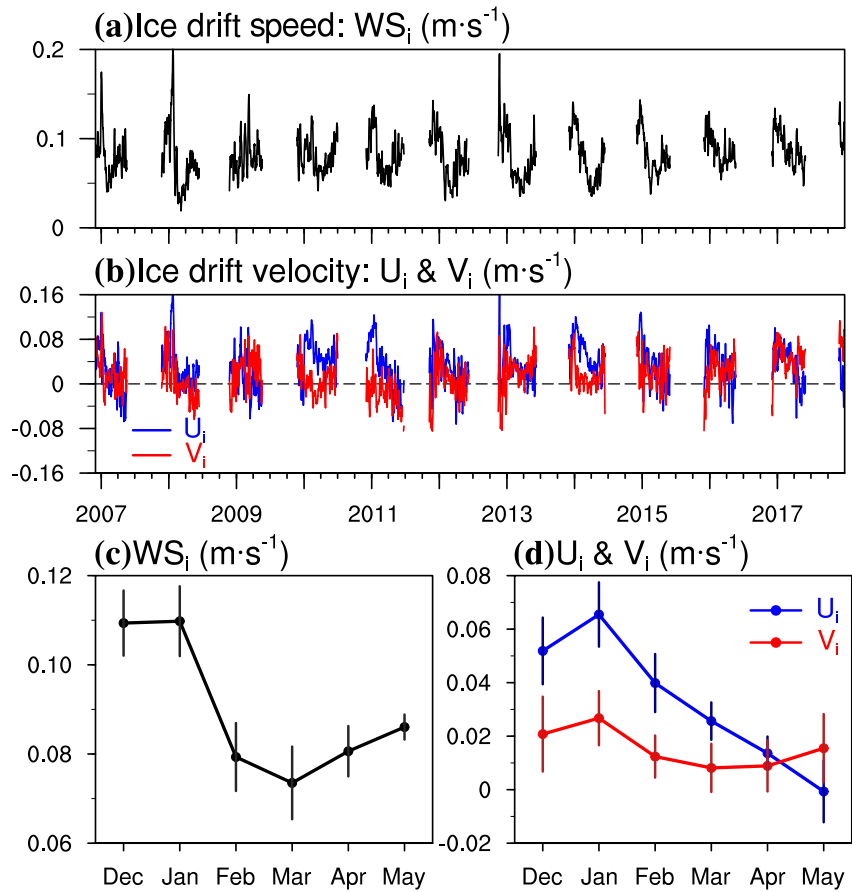 (a)Ice drift speed: WSᵢ (m·s⁻¹)
0.2
0.1
0
(b)Ice drift velocity: Uᵢ & Vᵢ (m·s⁻¹)
0.16
0.08
0
-0.08
-0.16
Uᵢ
Vᵢ
2007 2009 2011 2013 2015 2017
(c)WSᵢ (m·s⁻¹)
0.12
0.10
0.08
0.06
Dec Jan Feb Mar Apr May
(d)Uᵢ & Vᵢ (m·s⁻¹)
0.08
0.06
0.04
0.02
0
-0.02
Uᵢ
Vᵢ
Dec Jan Feb Mar Apr May